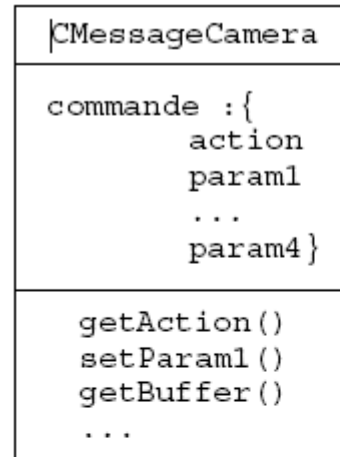 CMessageCamera
commande :{
action
param1
...
param4}
getAction()
setParam1()
getBuffer()
...